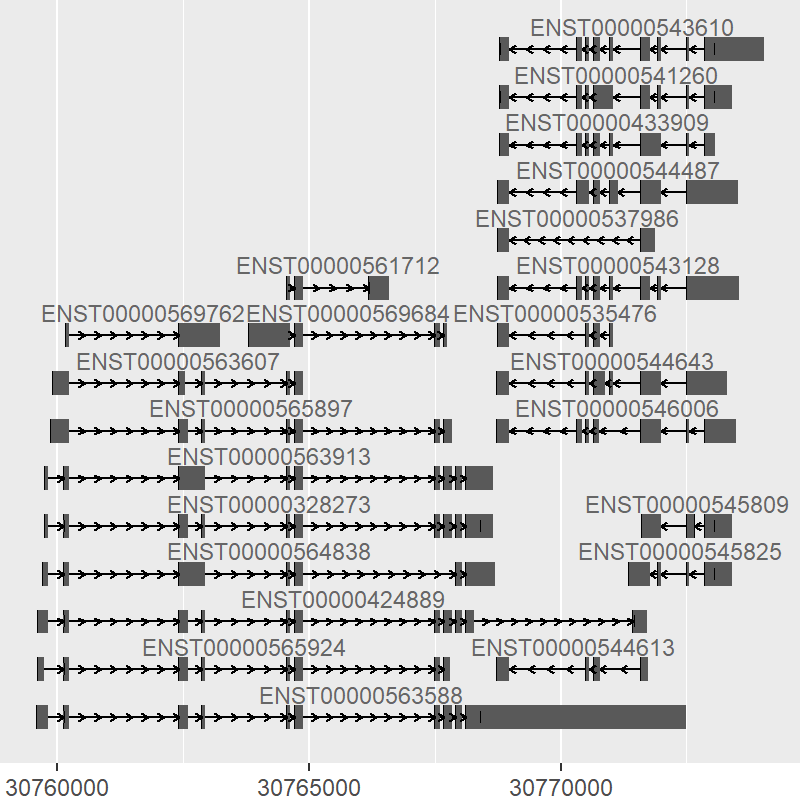 ENST00000543610
ENST00000541260
ENST00000433909
ENST00000544487
ENST00000537986
ENST00000561712 ENST00000543128
ENST00000569762 ENST00000569684 ENST00000535476
ENST00000563607 ENST00000544643
ENST00000565897 ENST00000546006
ENST00000563913
ENST00000328273 ENST00000545809
ENST00000564838 ENST00000545825
ENST00000424889
ENST00000565924 ENST00000544613
ENST00000563588
30760000 30765000 30770000